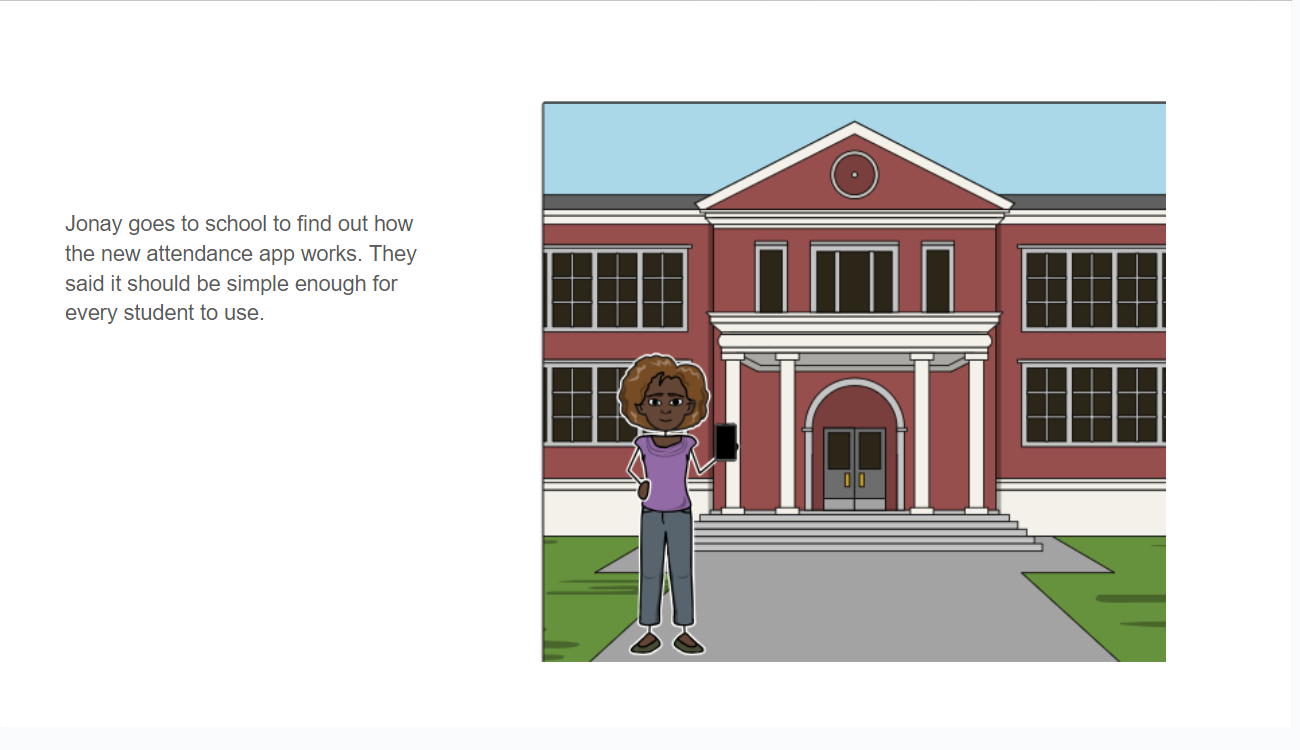 Jonay goes to school to find out how
the new attendance app works. They
said it should be simple enough for
every student to use.